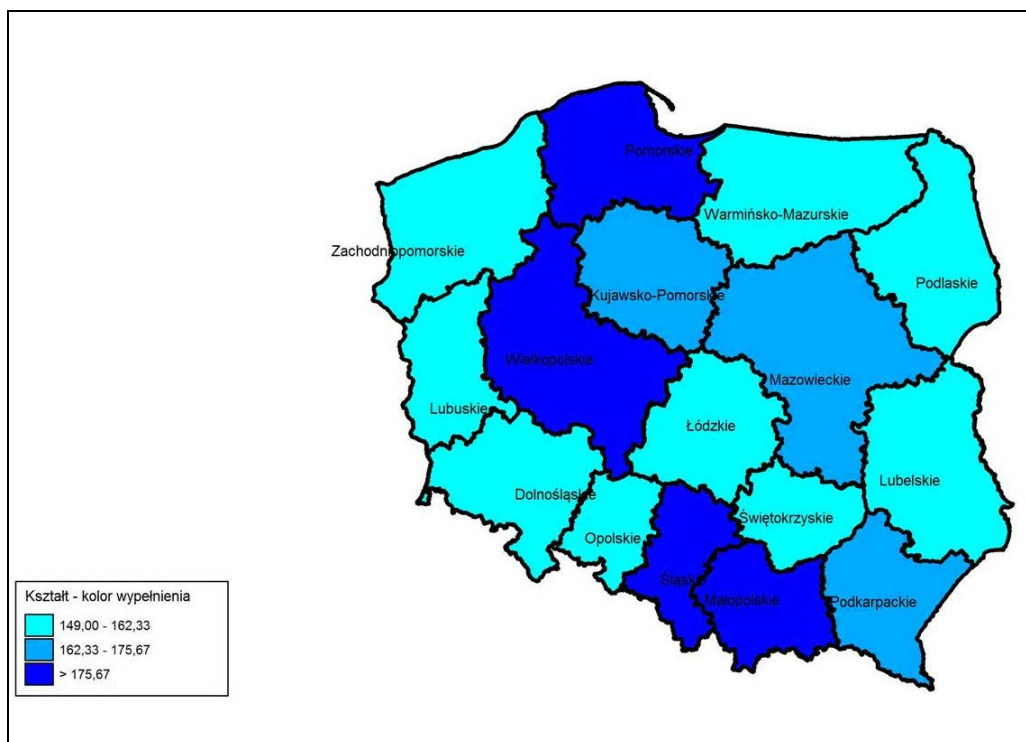 Pomorskie
Warmińsko-Mazurskie
Zachodniopomorskie
Podlaskie
Kujawsko-Pomorskie
Wielkopolskie
Mazowieckie
Lubuskie
Łódzkie
Lubelskie
Dolnośląskie
Świętokrzyskie
Opolskie
Śląskie
Małopolskie
Podkarpackie
Kształt - kolor wypełnienia
149,00 - 162,33
162,33 - 175,67
> 175,67